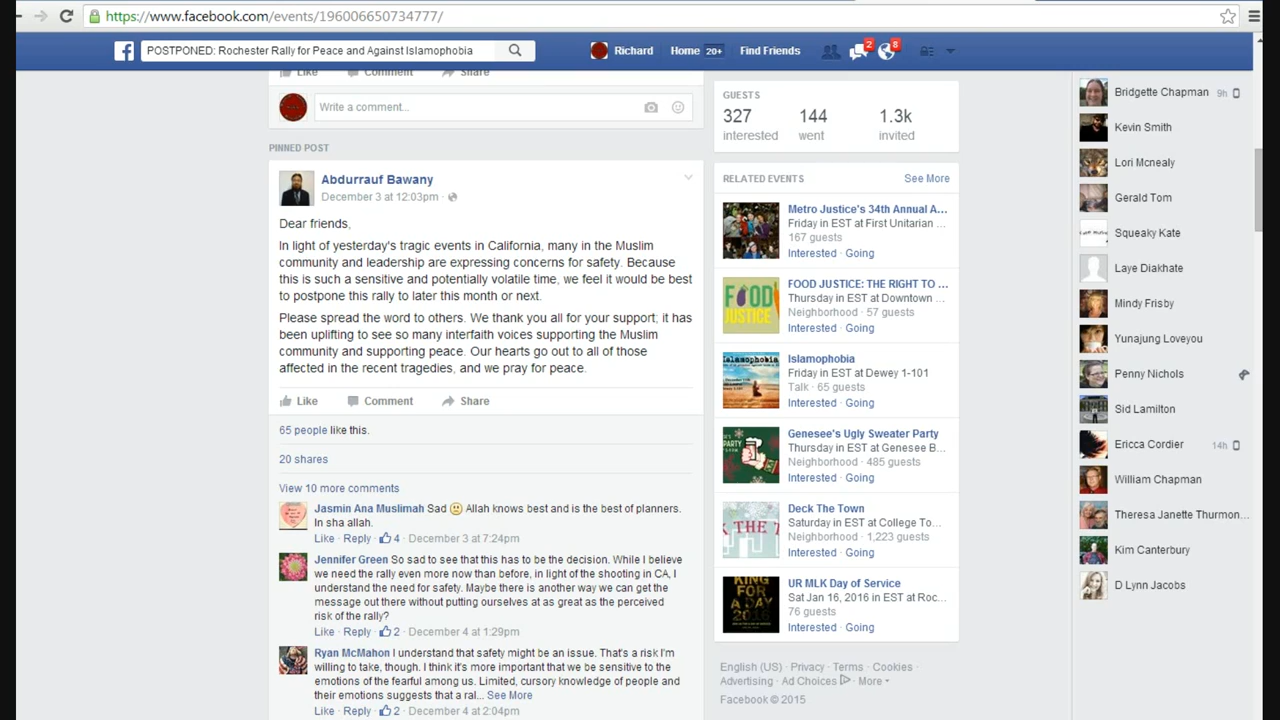 https://www.facebook.com/events/196006650734777/
POSTPONED: Rochester Rally for Peace and Against Islamophobia
Richard
Home 20+
Find Friends
2
8
Like Comment Share
Write a comment...
PINNED POST
Abdurrauf Bawany
December 3 at 12:03pm ·
Dear friends,
In light of yesterday's tragic events in California, many in the Muslim
community and leadership are expressing concerns for safety. Because
this is such a sensitive and potentially volatile time, we feel it would be best
to postpone this rally to later this month or next.
Please spread the word to others. We thank you all for your support; it has
been uplifting to see so many interfaith voices supporting the Muslim
community and supporting peace. Our hearts go out to all of those
affected in the recent tragedies, and we pray for peace.
Like Comment Share
65 people like this.
20 shares
View 10 more comments
Jasmin Ana Muslimah Sad Allah knows best and is the best of planners.
In sha allah.
Like · Reply · 4 · December 3 at 7:24pm
Jennifer Green So sad to see that this has to be the decision. While I believe
we need the rally even more now than before, in light of the shooting in CA, I
understand the need for safety. Maybe there is another way we can get the
message out there without putting ourselves at as great as the perceived
risk of the rally?
Like · Reply · 2 · December 4 at 1:29pm
Ryan McMahon I understand that safety might be an issue. That's a risk I'm
willing to take, though. I think it's more important that we be sensitive to the
emotions of the fearful among us. Limited, cursory knowledge of people and
their emotions suggests that a ral... See More
Like · Reply · 2 · December 4 at 2:04pm
GUESTS
327 144 1.3k
interested went invited
RELATED EVENTS See More
Metro Justice's 34th Annual A...
Friday in EST at First Unitarian ...
167 guests
Interested · Going
FOOD JUSTICE
FOOD JUSTICE: THE RIGHT TO ...
Thursday in EST at Downtown ...
Neighborhood · 57 guests
Interested · Going
Islamophobia
Islamophobia
Friday in EST at Dewey 1-101
Talk · 65 guests
Interested · Going
Genesee's Ugly Sweater Party
Thursday in EST at Genesee B...
Neighborhood · 485 guests
Interested · Going
Deck The Town
Saturday in EST at College To...
Neighborhood · 1,223 guests
Interested · Going
KING
FOR
A DAY
2016
UR MLK Day of Service
Sat Jan 16, 2016 in EST at Roc...
76 guests
Interested · Going
English (US) · Privacy · Terms · Cookies ·
Advertising · Ad Choices · More
Facebook © 2015
Bridgette Chapman 9h
Kevin Smith
Lori Mcnealy
Gerald Tom
Squeaky Kate
Laye Diakhate
Mindy Frisby
Yunajung Loveyou
Penny Nichols
Sid Lamilton
Ericca Cordier 14h
William Chapman
Theresa Janette Thurmon...
Kim Canterbury
D Lynn Jacobs